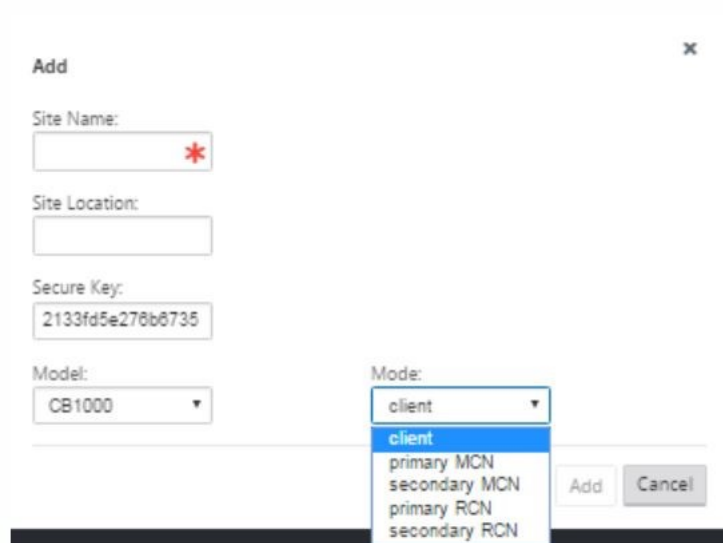 ×
Add
Site Name:
*
Site Location:
Secure Key:
2133fd5e276b6735
Model: Mode:
CB1000 client
client
primary MCN
secondary MCN
primary RCN
secondary RCN
Add Cancel